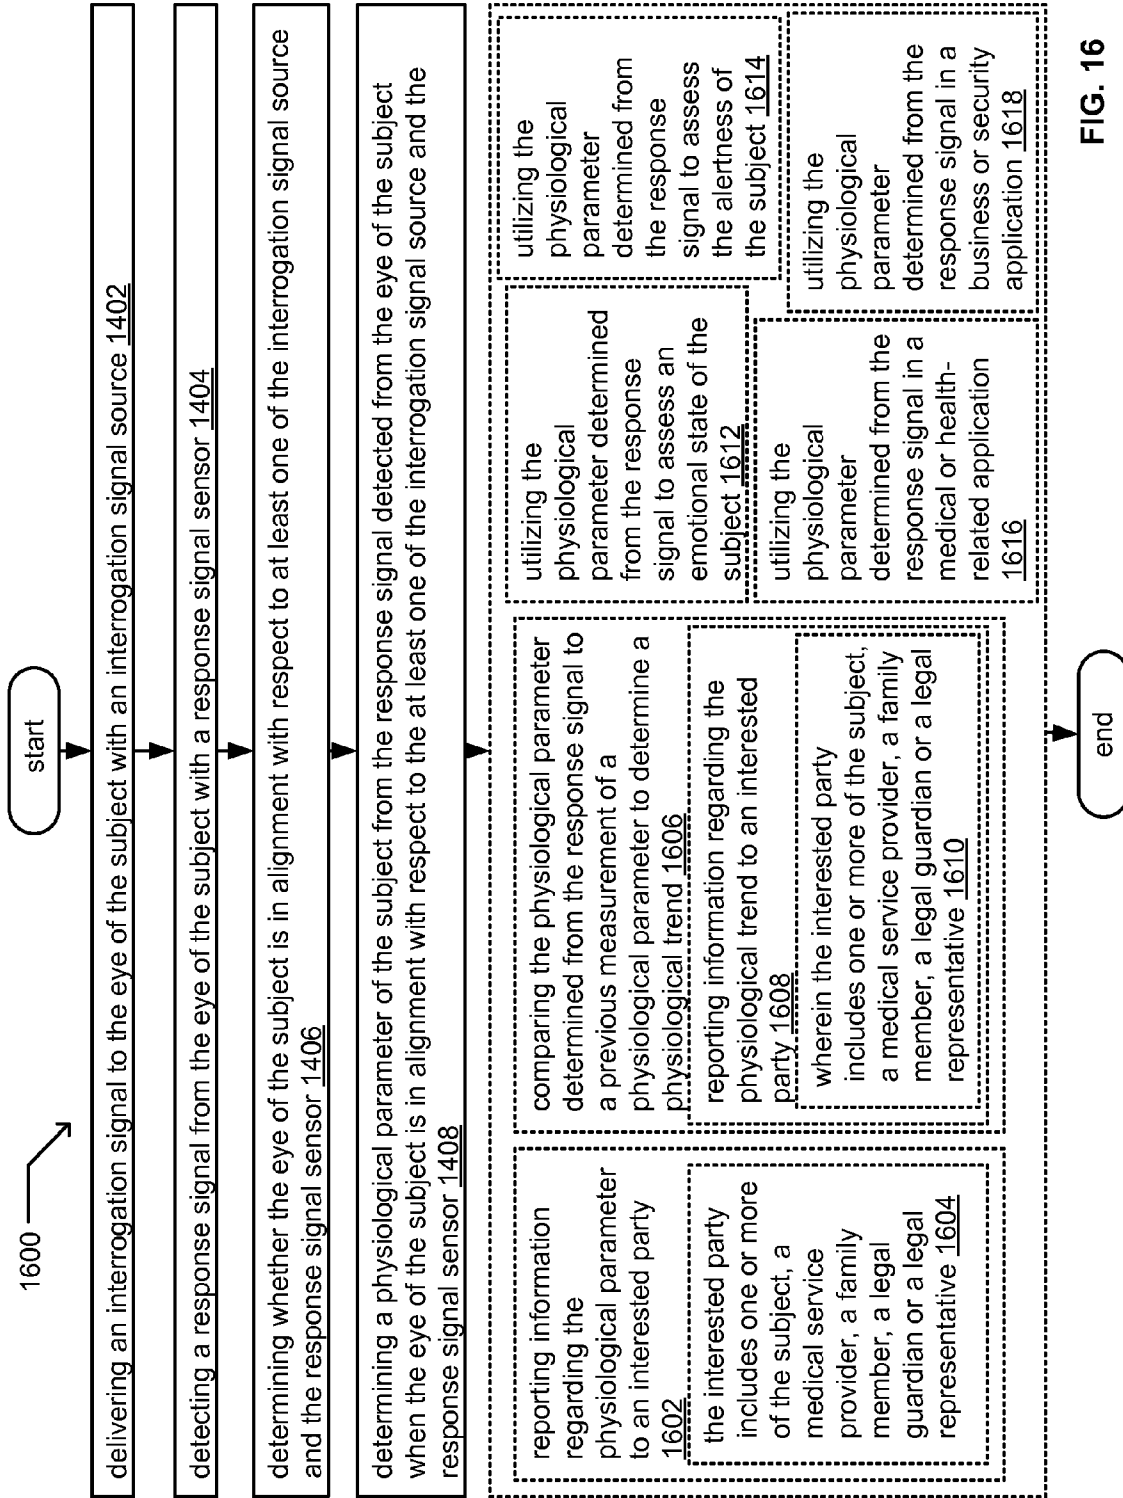 1600
start
delivering an interrogation signal to the eye of the subject with an interrogation signal source 1402
detecting a response signal from the eye of the subject with a response signal sensor 1404
determining whether the eye of the subject is in alignment with respect to at least one of the interrogation signal source
and the response signal sensor 1406
determining a physiological parameter of the subject from the response signal detected from the eye of the subject
when the eye of the subject is in alignment with respect to the at least one of the interrogation signal source and the
response signal sensor 1408
reporting information
regarding the
physiological parameter
to an interested party
1602
the interested party
includes one or more
of the subject, a
medical service
provider, a family
member, a legal
guardian or a legal
representative 1604
comparing the physiological parameter
determined from the response signal to
a previous measurement of a
physiological parameter to determine a
physiological trend 1606
reporting information regarding the
physiological trend to an interested
party 1608
wherein the interested party
includes one or more of the subject,
a medical service provider, a family
member, a legal guardian or a legal
representative 1610
utilizing the
physiological
parameter determined
from the response
signal to assess an
emotional state of the
subject 1612
utilizing the
physiological
parameter
determined from
the response
signal to assess
the alertness of
the subject 1614
utilizing the
physiological
parameter
determined from the
response signal in a
medical or health-
related application
1616
utilizing the
physiological
parameter
determined from the
response signal in a
business or security
application 1618
end
FIG. 16